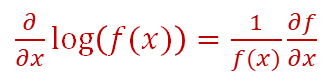 ∂/∂x log(f(x)) = 1/f(x) ∂f/∂x